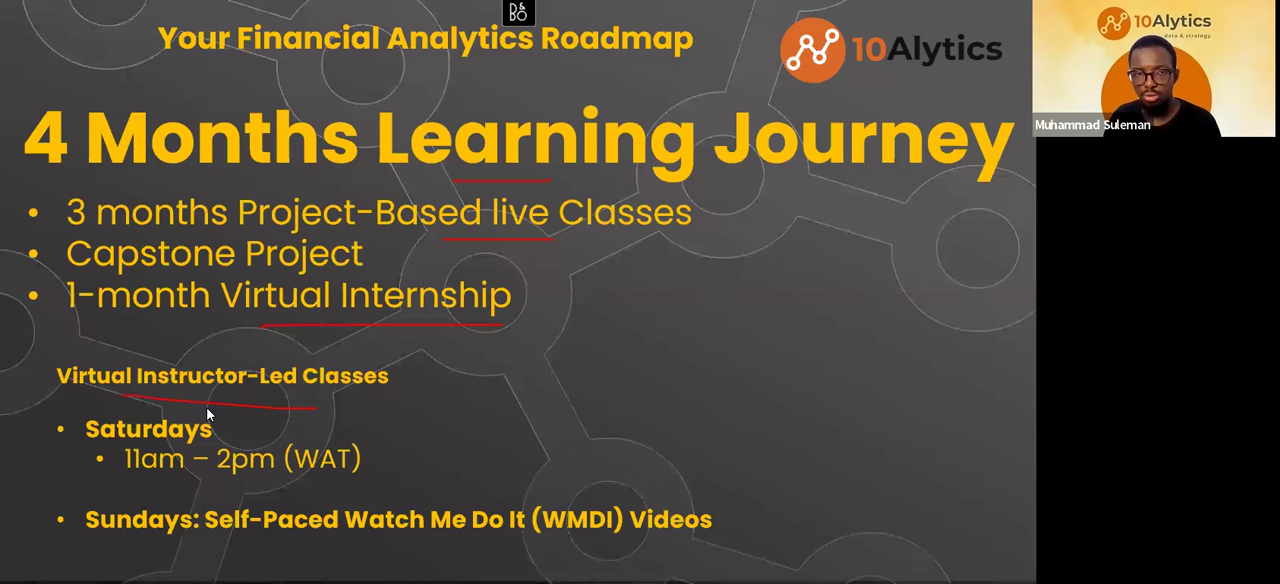 B&O
Your Financial Analytics Roadmap
10Alytics
4 Months Learning Journey
• 3 months Project-Based live Classes
• Capstone Project
• 1-month Virtual Internship
Virtual Instructor-Led Classes
• Saturdays
• 11am – 2pm (WAT)
• Sundays: Self-Paced Watch Me Do It (WMDI) Videos
10Alytics
data & strategy
Muhammad Suleman